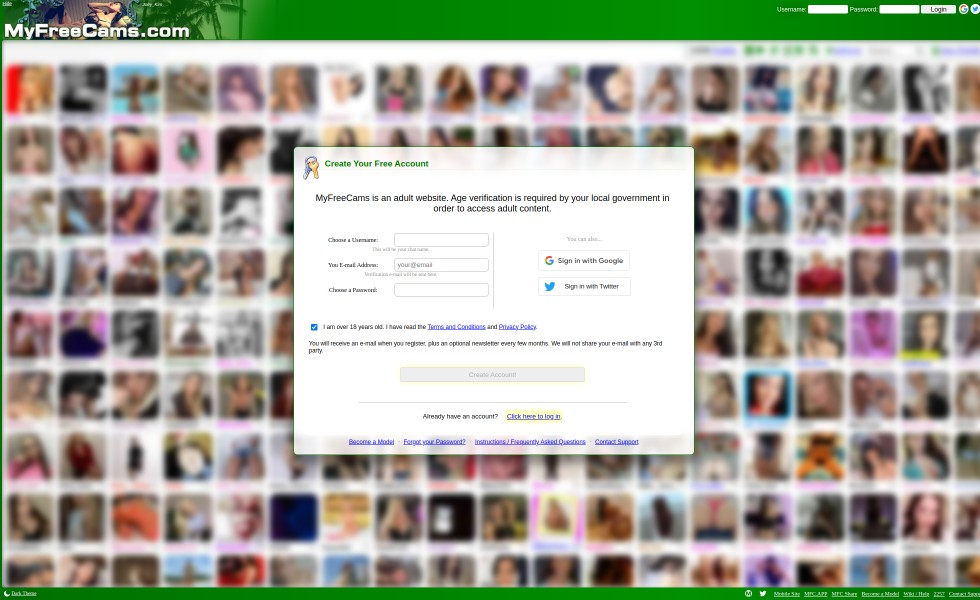 Username: Password: Login
MyFreeCams.com
Create Your Free Account
MyFreeCams is an adult website. Age verification is required by your local government in
order to access adult content.
Choose a Username:
This will be your chat name.
You E-mail Address: your@email
Verification e-mail will be sent here.
Choose a Password:
You can also...
Sign in with Google
Sign in with Twitter
I am over 18 years old. I have read the Terms and Conditions and Privacy Policy.
You will receive an e-mail when you register, plus an optional newsletter every few months. We will not share your e-mail with any 3rd
party.
Create Account!
Already have an account? Click here to log in.
Become a Model - Forgot your Password? - Instructions / Frequently Asked Questions - Contact Support
Dark Theme
Mobile Site MFC.APP MFC Share Become a Model Wiki / Help 2257 Contact